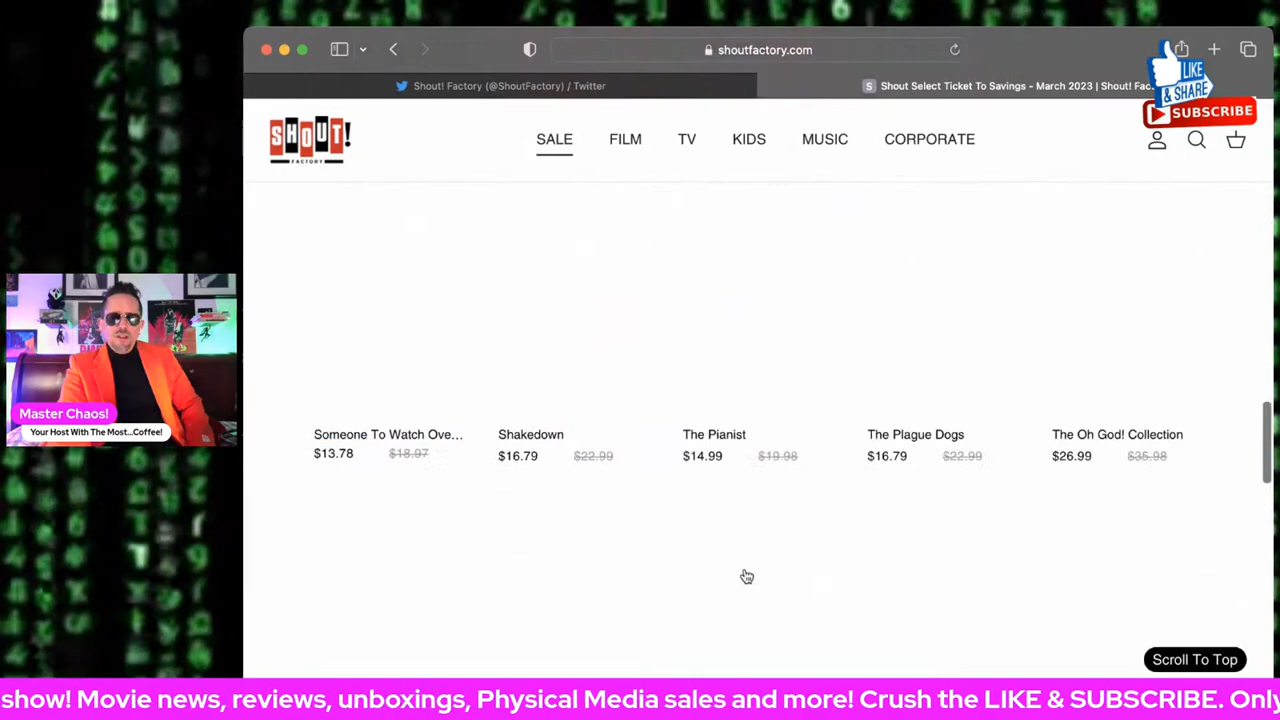 shoutfactory.com
Shout! Factory (@ShoutFactory) / Twitter
S Shout Select Ticket To Savings - March 2023 | Shout! Fac
LIKE
& SHARE
SUBSCRIBE
SHOUT!
FACTORY
SALE FILM TV KIDS MUSIC CORPORATE
Someone To Watch Ove... Shakedown The Pianist The Plague Dogs The Oh God! Collection
$13.78 $18.97 $16.79 $22.99 $14.99 $19.98 $16.79 $22.99 $26.99 $35.98
Master Chaos!
Your Host With The Most...Coffee!
Scroll To Top
show! Movie news, reviews, unboxings, Physical Media sales and more! Crush the LIKE & SUBSCRIBE. Only